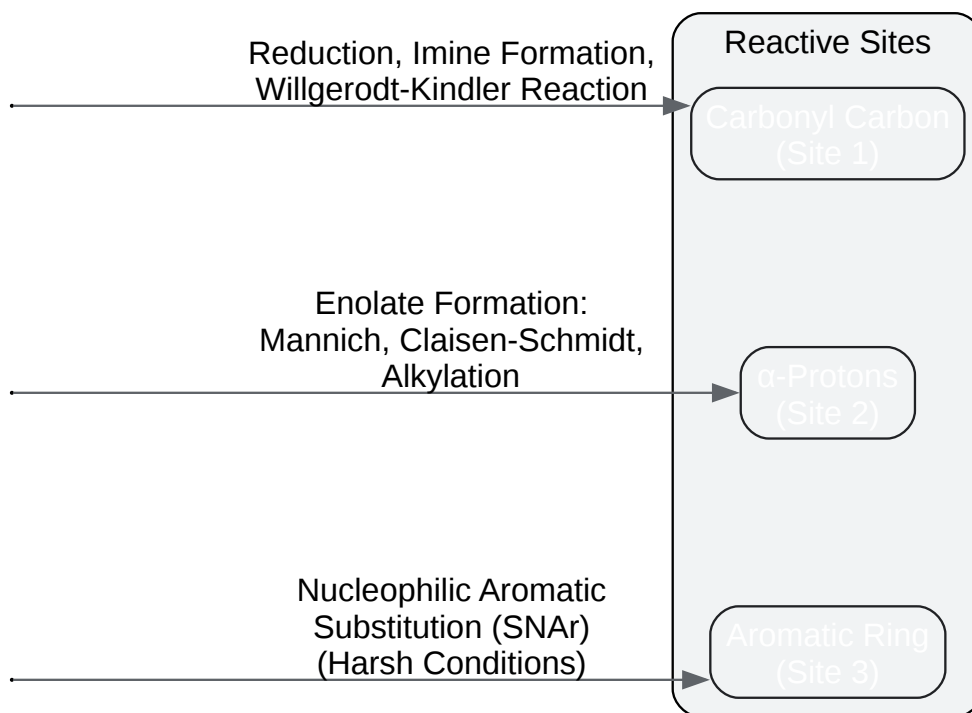 Reactive Sites
Reduction, Imine Formation,
Willgerodt-Kindler Reaction
Carbonyl Carbon
(Site 1)
Enolate Formation:
Mannich, Claisen-Schmidt,
Alkylation
α-Protons
(Site 2)
Nucleophilic Aromatic
Substitution (SNAr)
(Harsh Conditions)
Aromatic Ring
(Site 3)